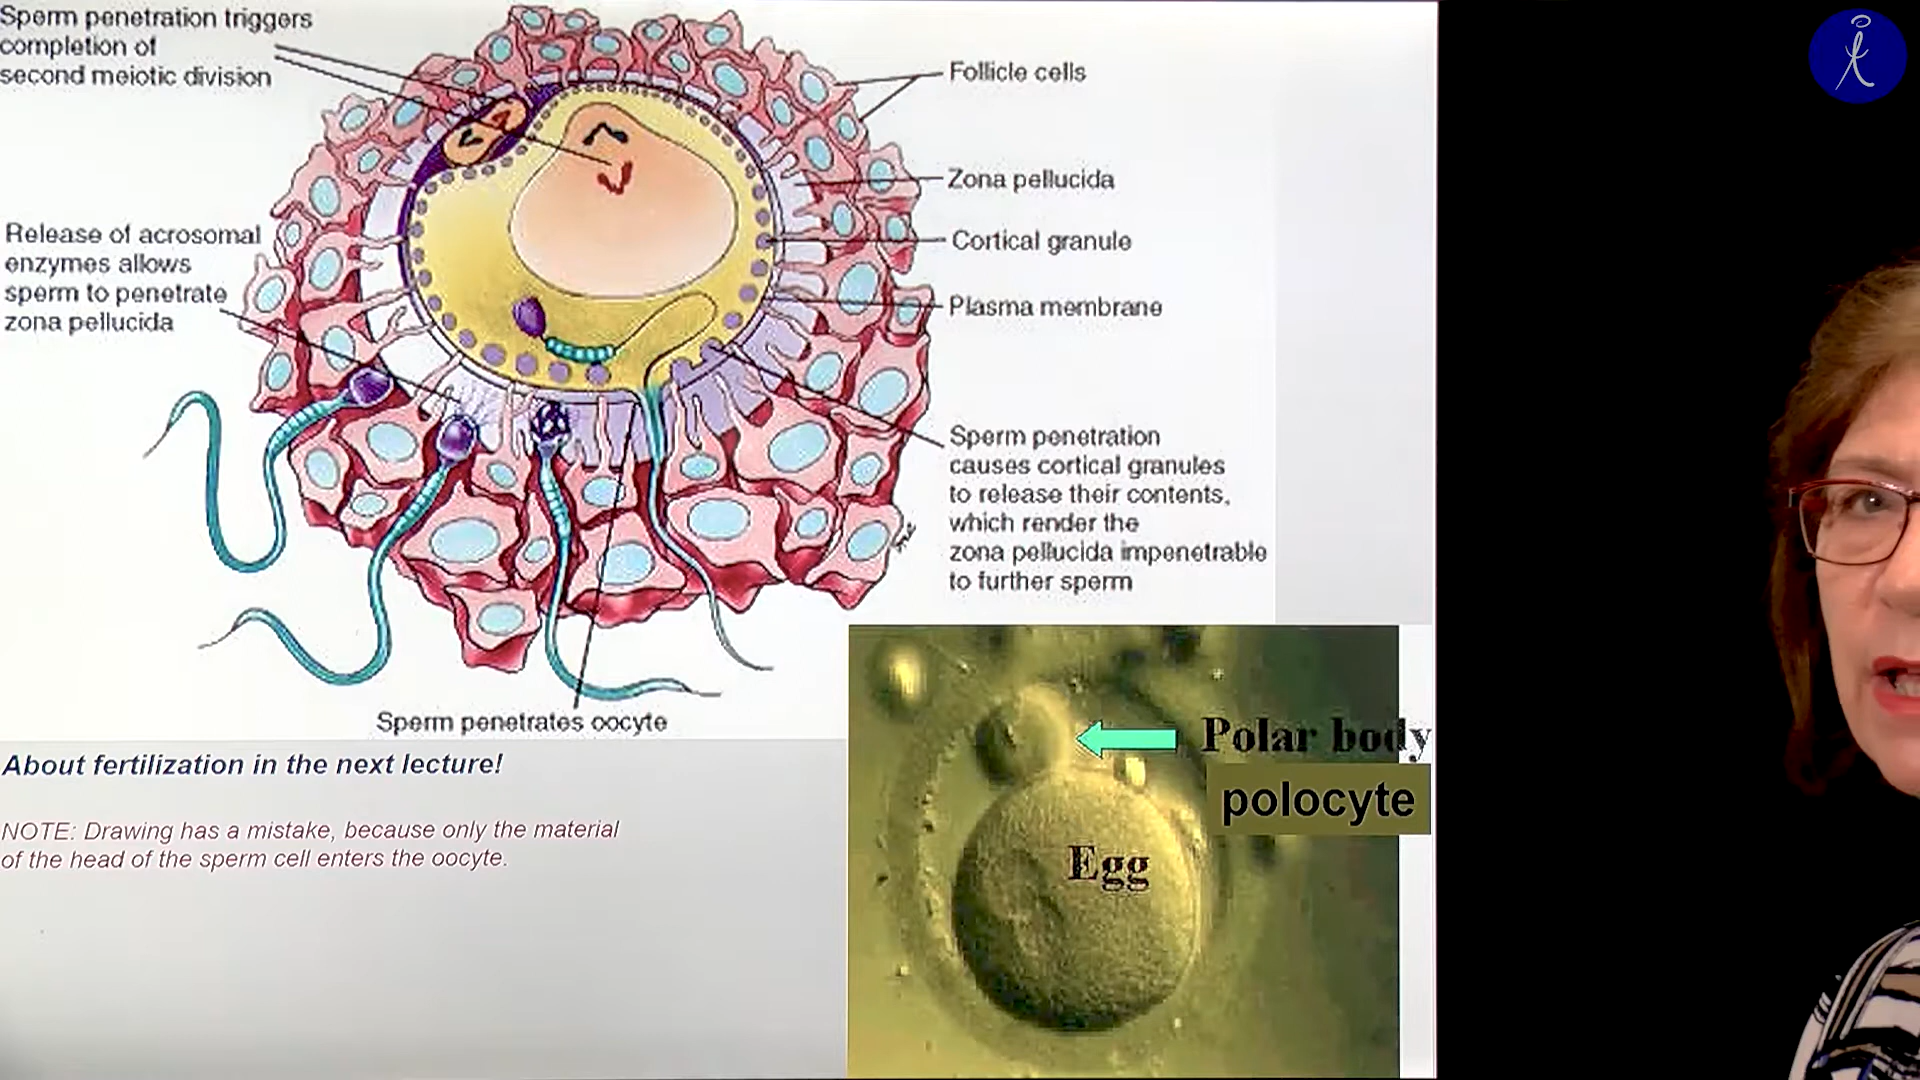 Sperm penetration triggers
completion of
second meiotic division
Follicle cells
Zona pellucida
Release of acrosomal
enzymes allows
sperm to penetrate
zona pellucida
Cortical granule
Plasma membrane
Sperm penetration
causes cortical granules
to release their contents,
which render the
zona pellucida impenetrable
to further sperm
Sperm penetrates oocyte
About fertilization in the next lecture!
NOTE: Drawing has a mistake, because only the material
of the head of the sperm cell enters the oocyte.
Polar body
polocyte
Egg